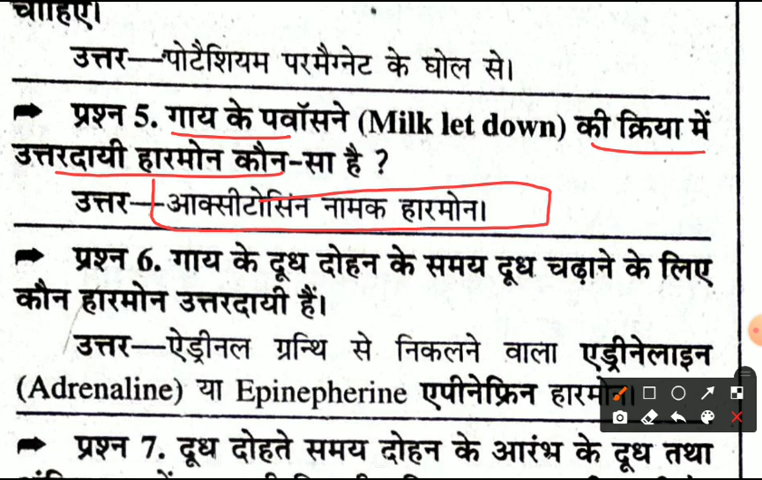 चाहिए।
उत्तर—पोटैशियम परमैग्नेट के घोल से।
प्रश्न 5. गाय के पवॉसने (Milk let down) की क्रिया में
उत्तरदायी हारमोन कौन-सा है ?
उत्तर—आक्सीटोसिन नामक हारमोन।
प्रश्न 6. गाय के दूध दोहन के समय दूध चढ़ाने के लिए
कौन हारमोन उत्तरदायी हैं।
उत्तर—ऐड्रीनल ग्रन्थि से निकलने वाला एड्रीनेलाइन
(Adrenaline) या Epinepherine एपीनेफ्रिन हारमोन।
प्रश्न 7. दूध दोहते समय दोहन के आरंभ के दूध तथा